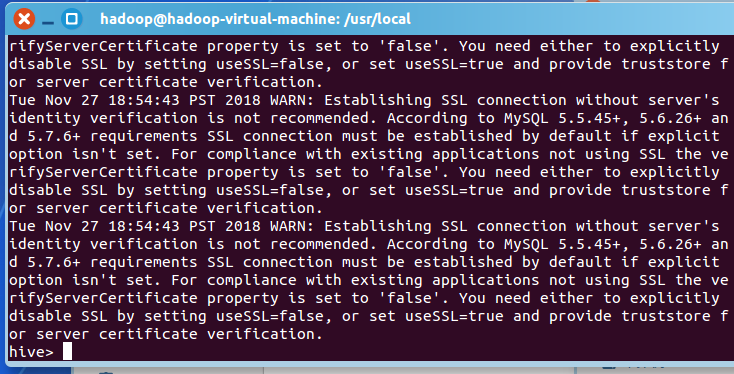 hadoop@hadoop-virtual-machine: /usr/local
rifyServerCertificate property is set to 'false'. You need either to explicitly
disable SSL by setting useSSL=false, or set useSSL=true and provide truststore f
or server certificate verification.
Tue Nov 27 18:54:43 PST 2018 WARN: Establishing SSL connection without server's
identity verification is not recommended. According to MySQL 5.5.45+, 5.6.26+ an
d 5.7.6+ requirements SSL connection must be established by default if explicit
option isn't set. For compliance with existing applications not using SSL the ve
rifyServerCertificate property is set to 'false'. You need either to explicitly
disable SSL by setting useSSL=false, or set useSSL=true and provide truststore f
or server certificate verification.
Tue Nov 27 18:54:43 PST 2018 WARN: Establishing SSL connection without server's
identity verification is not recommended. According to MySQL 5.5.45+, 5.6.26+ an
d 5.7.6+ requirements SSL connection must be established by default if explicit
option isn't set. For compliance with existing applications not using SSL the ve
rifyServerCertificate property is set to 'false'. You need either to explicitly
disable SSL by setting useSSL=false, or set useSSL=true and provide truststore f
or server certificate verification.
hive>